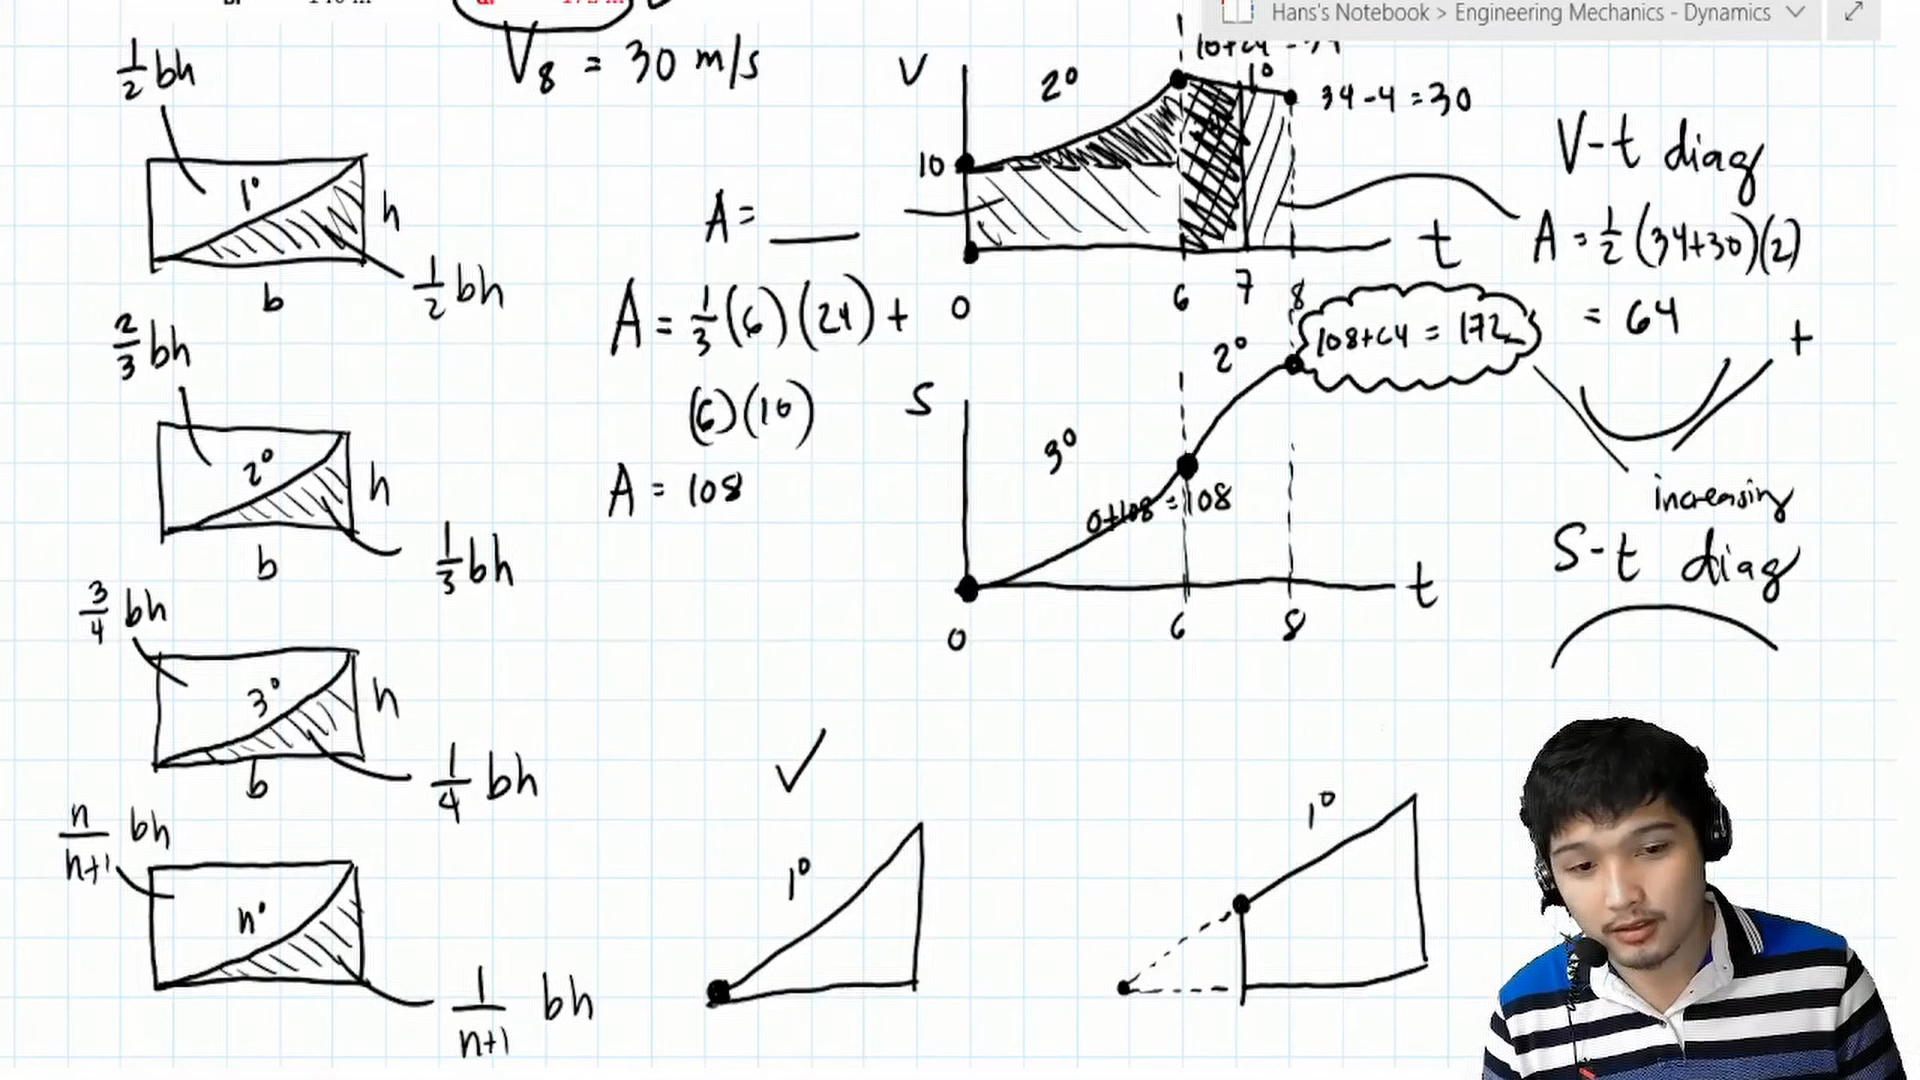 Hans's Notebook > Engineering Mechanics - Dynamics
V8 = 30 m/s
1/2 bh
1°
h
b
1/2 bh
2/3 bh
2°
h
b
1/3 bh
3/4 bh
3°
h
b
1/4 bh
n/n+1 bh
n°
1/n+1 bh
A = ___
A = 1/3 (6)(24) +
(6)(10)
A = 108
V
2°
1°
34-4 = 30
10
0
6
7
8
t
V-t diag
A = 1/2 (34+30)(2)
= 64
108+64 = 172
S
3°
2°
0+108 = 108
0
6
8
t
+
increasing
S-t diag
1°
1°